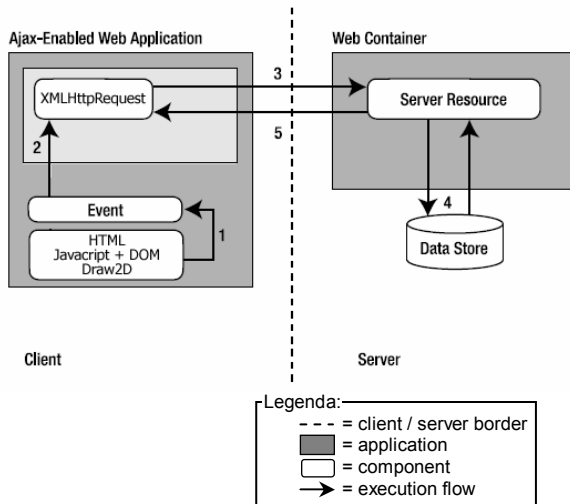 Ajax-Enabled Web Application
Web Container
XMLHttpRequest
3
Server Resource
5
2
Event
1
HTML
Javacript + DOM
Draw2D
4
Data Store
Client
Server
Legenda:
= client / server border
= application
= component
= execution flow